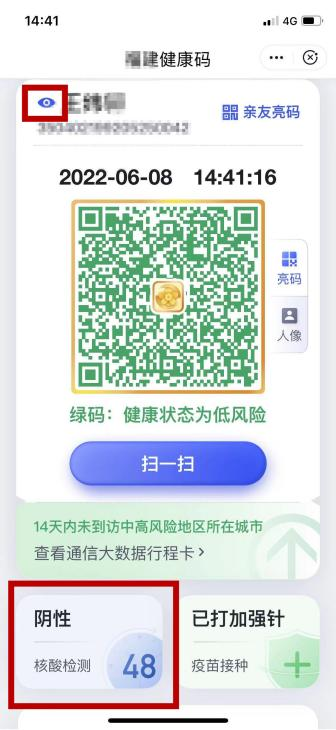 14:41
4G
福建健康码
亲友亮码
2022-06-08 14:41:16
亮码
人像
绿码：健康状态为低风险
扫一扫
14天内未到访中高风险地区所在城市
查看通信大数据行程卡
阴性
核酸检测
48
已打加强针
疫苗接种